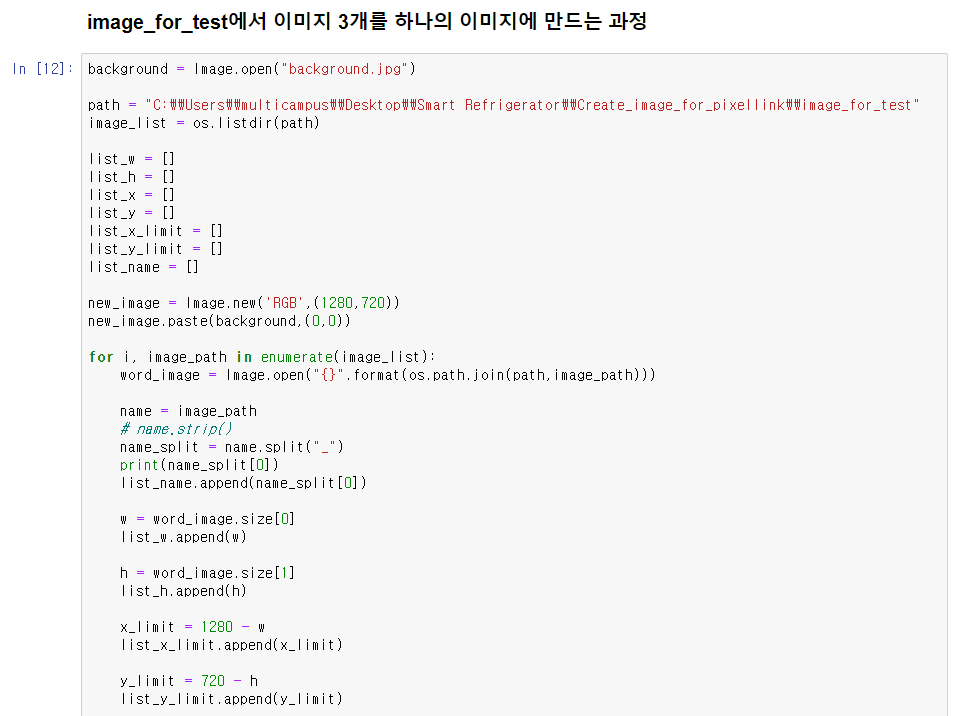 image_for_test에서 이미지 3개를 하나의 이미지에 만드는 과정
In [12]: background = Image.open("background.jpg")
path = "C:₩₩Users₩₩multicampus₩₩Desktop₩₩Smart Refrigerator₩₩Create_image_for_pixellink₩₩image_for_test"
image_list = os.listdir(path)
list_w = []
list_h = []
list_x = []
list_y = []
list_x_limit = []
list_y_limit = []
list_name = []
new_image = Image.new('RGB',(1280,720))
new_image.paste(background,(0,0))
for i, image_path in enumerate(image_list):
    word_image = Image.open("{}".format(os.path.join(path,image_path)))
    name = image_path
    # name.strip()
    name_split = name.split("_")
    print(name_split[0])
    list_name.append(name_split[0])
    w = word_image.size[0]
    list_w.append(w)
    h = word_image.size[1]
    list_h.append(h)
    x_limit = 1280 - w
    list_x_limit.append(x_limit)
    y_limit = 720 - h
    list_y_limit.append(y_limit)